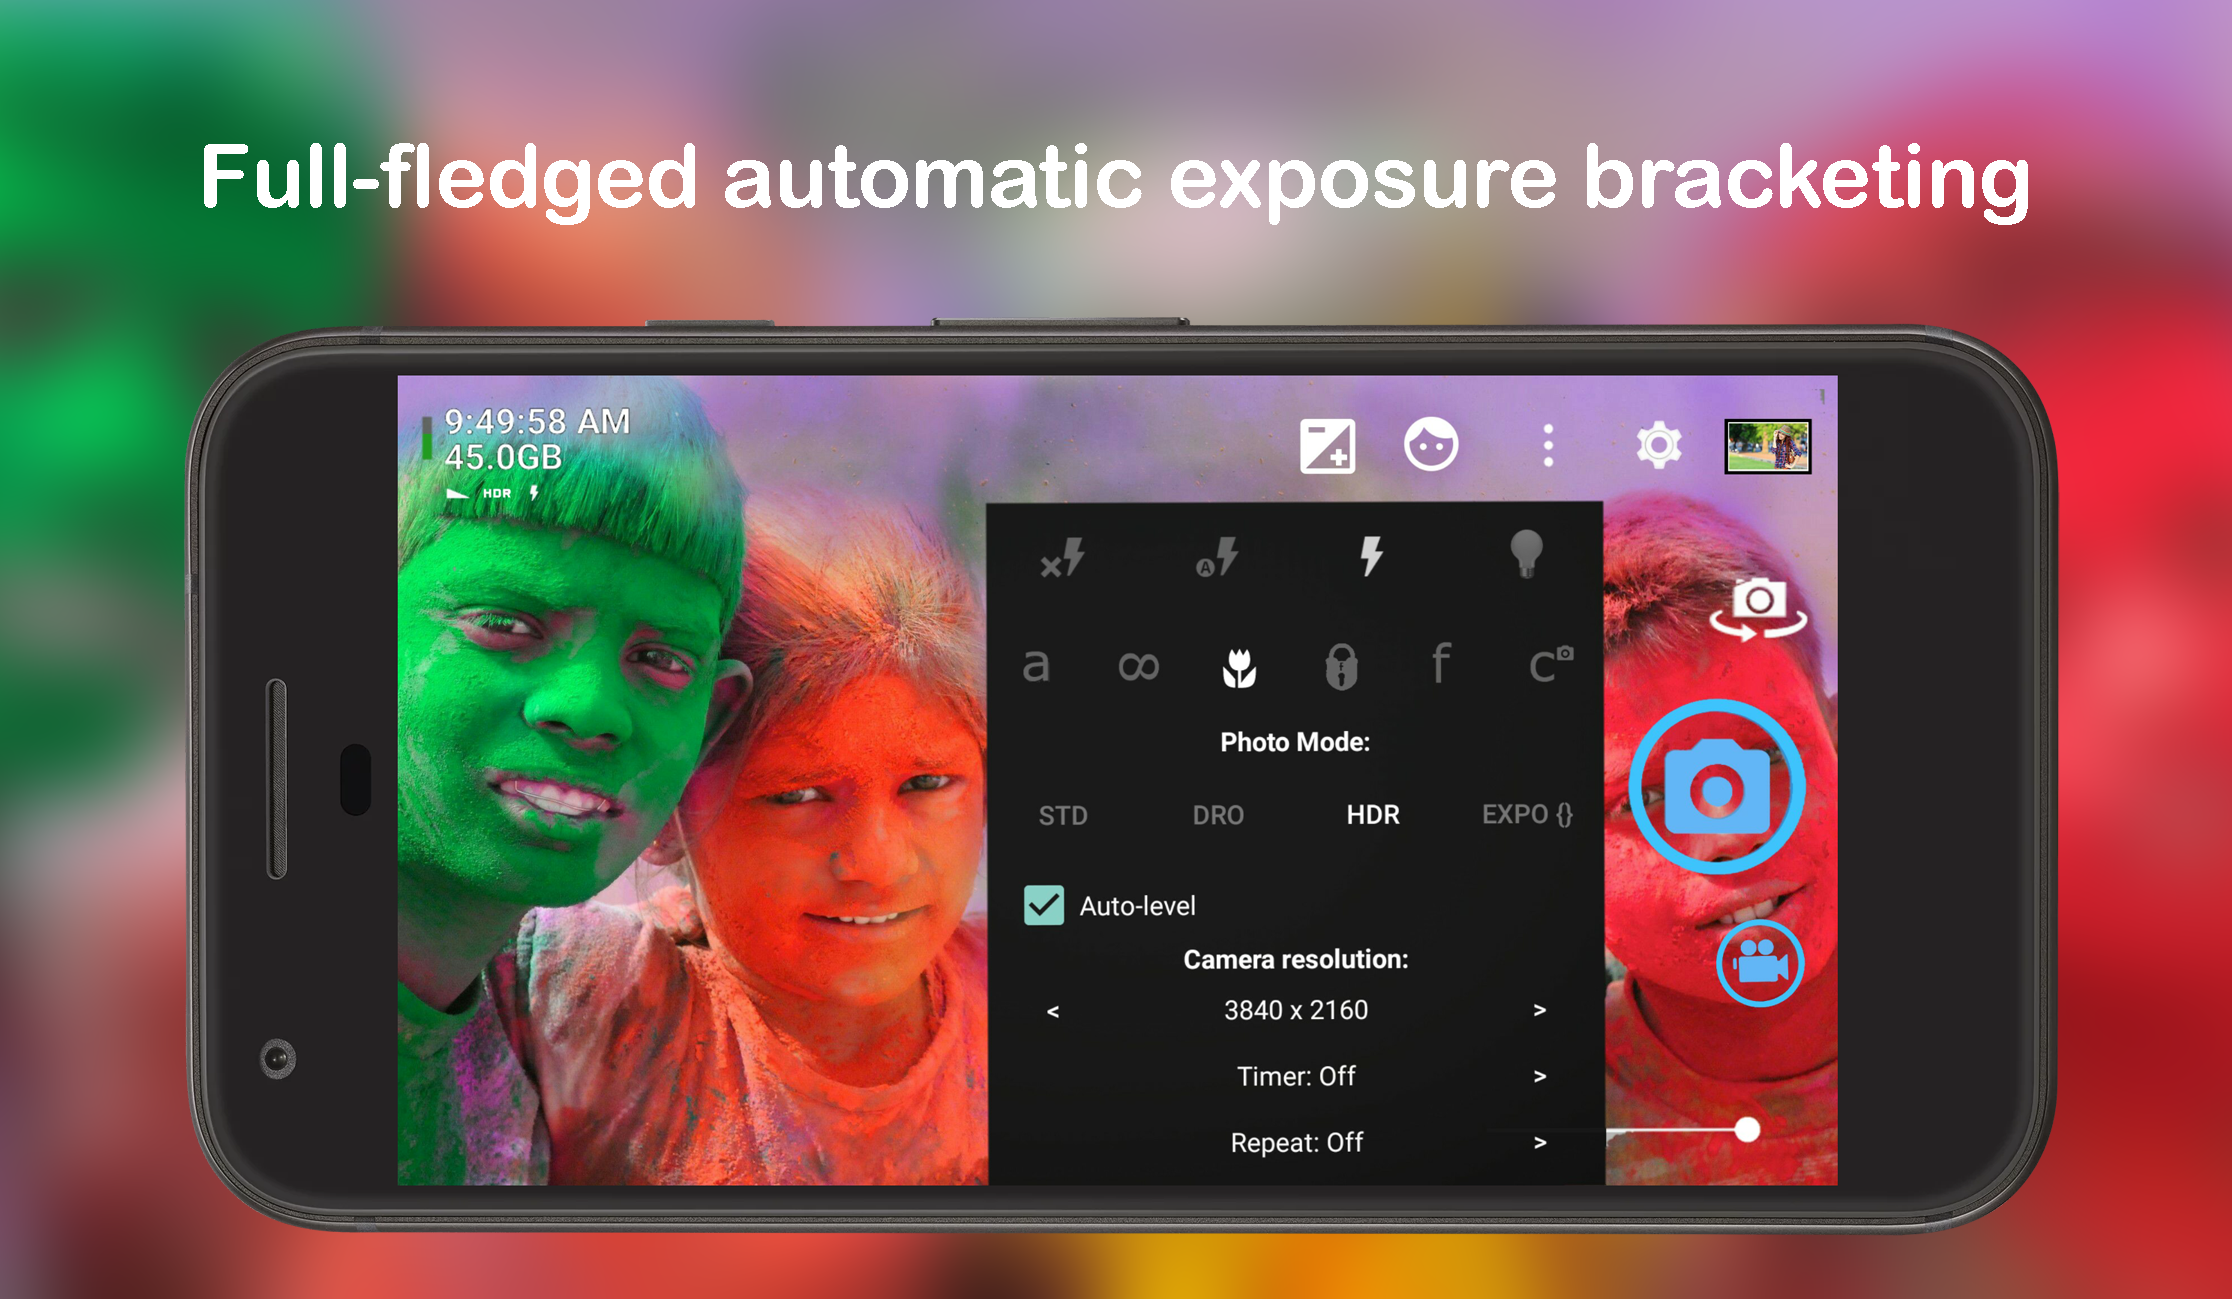 Full-fledged automatic exposure bracketing
9:49:58 AM
45.0GB
HDR
A
a ∞ f c
Photo Mode:
STD DRO HDR EXPO {}
Auto-level
Camera resolution:
< 3840 x 2160 >
Timer: Off >
Repeat: Off >